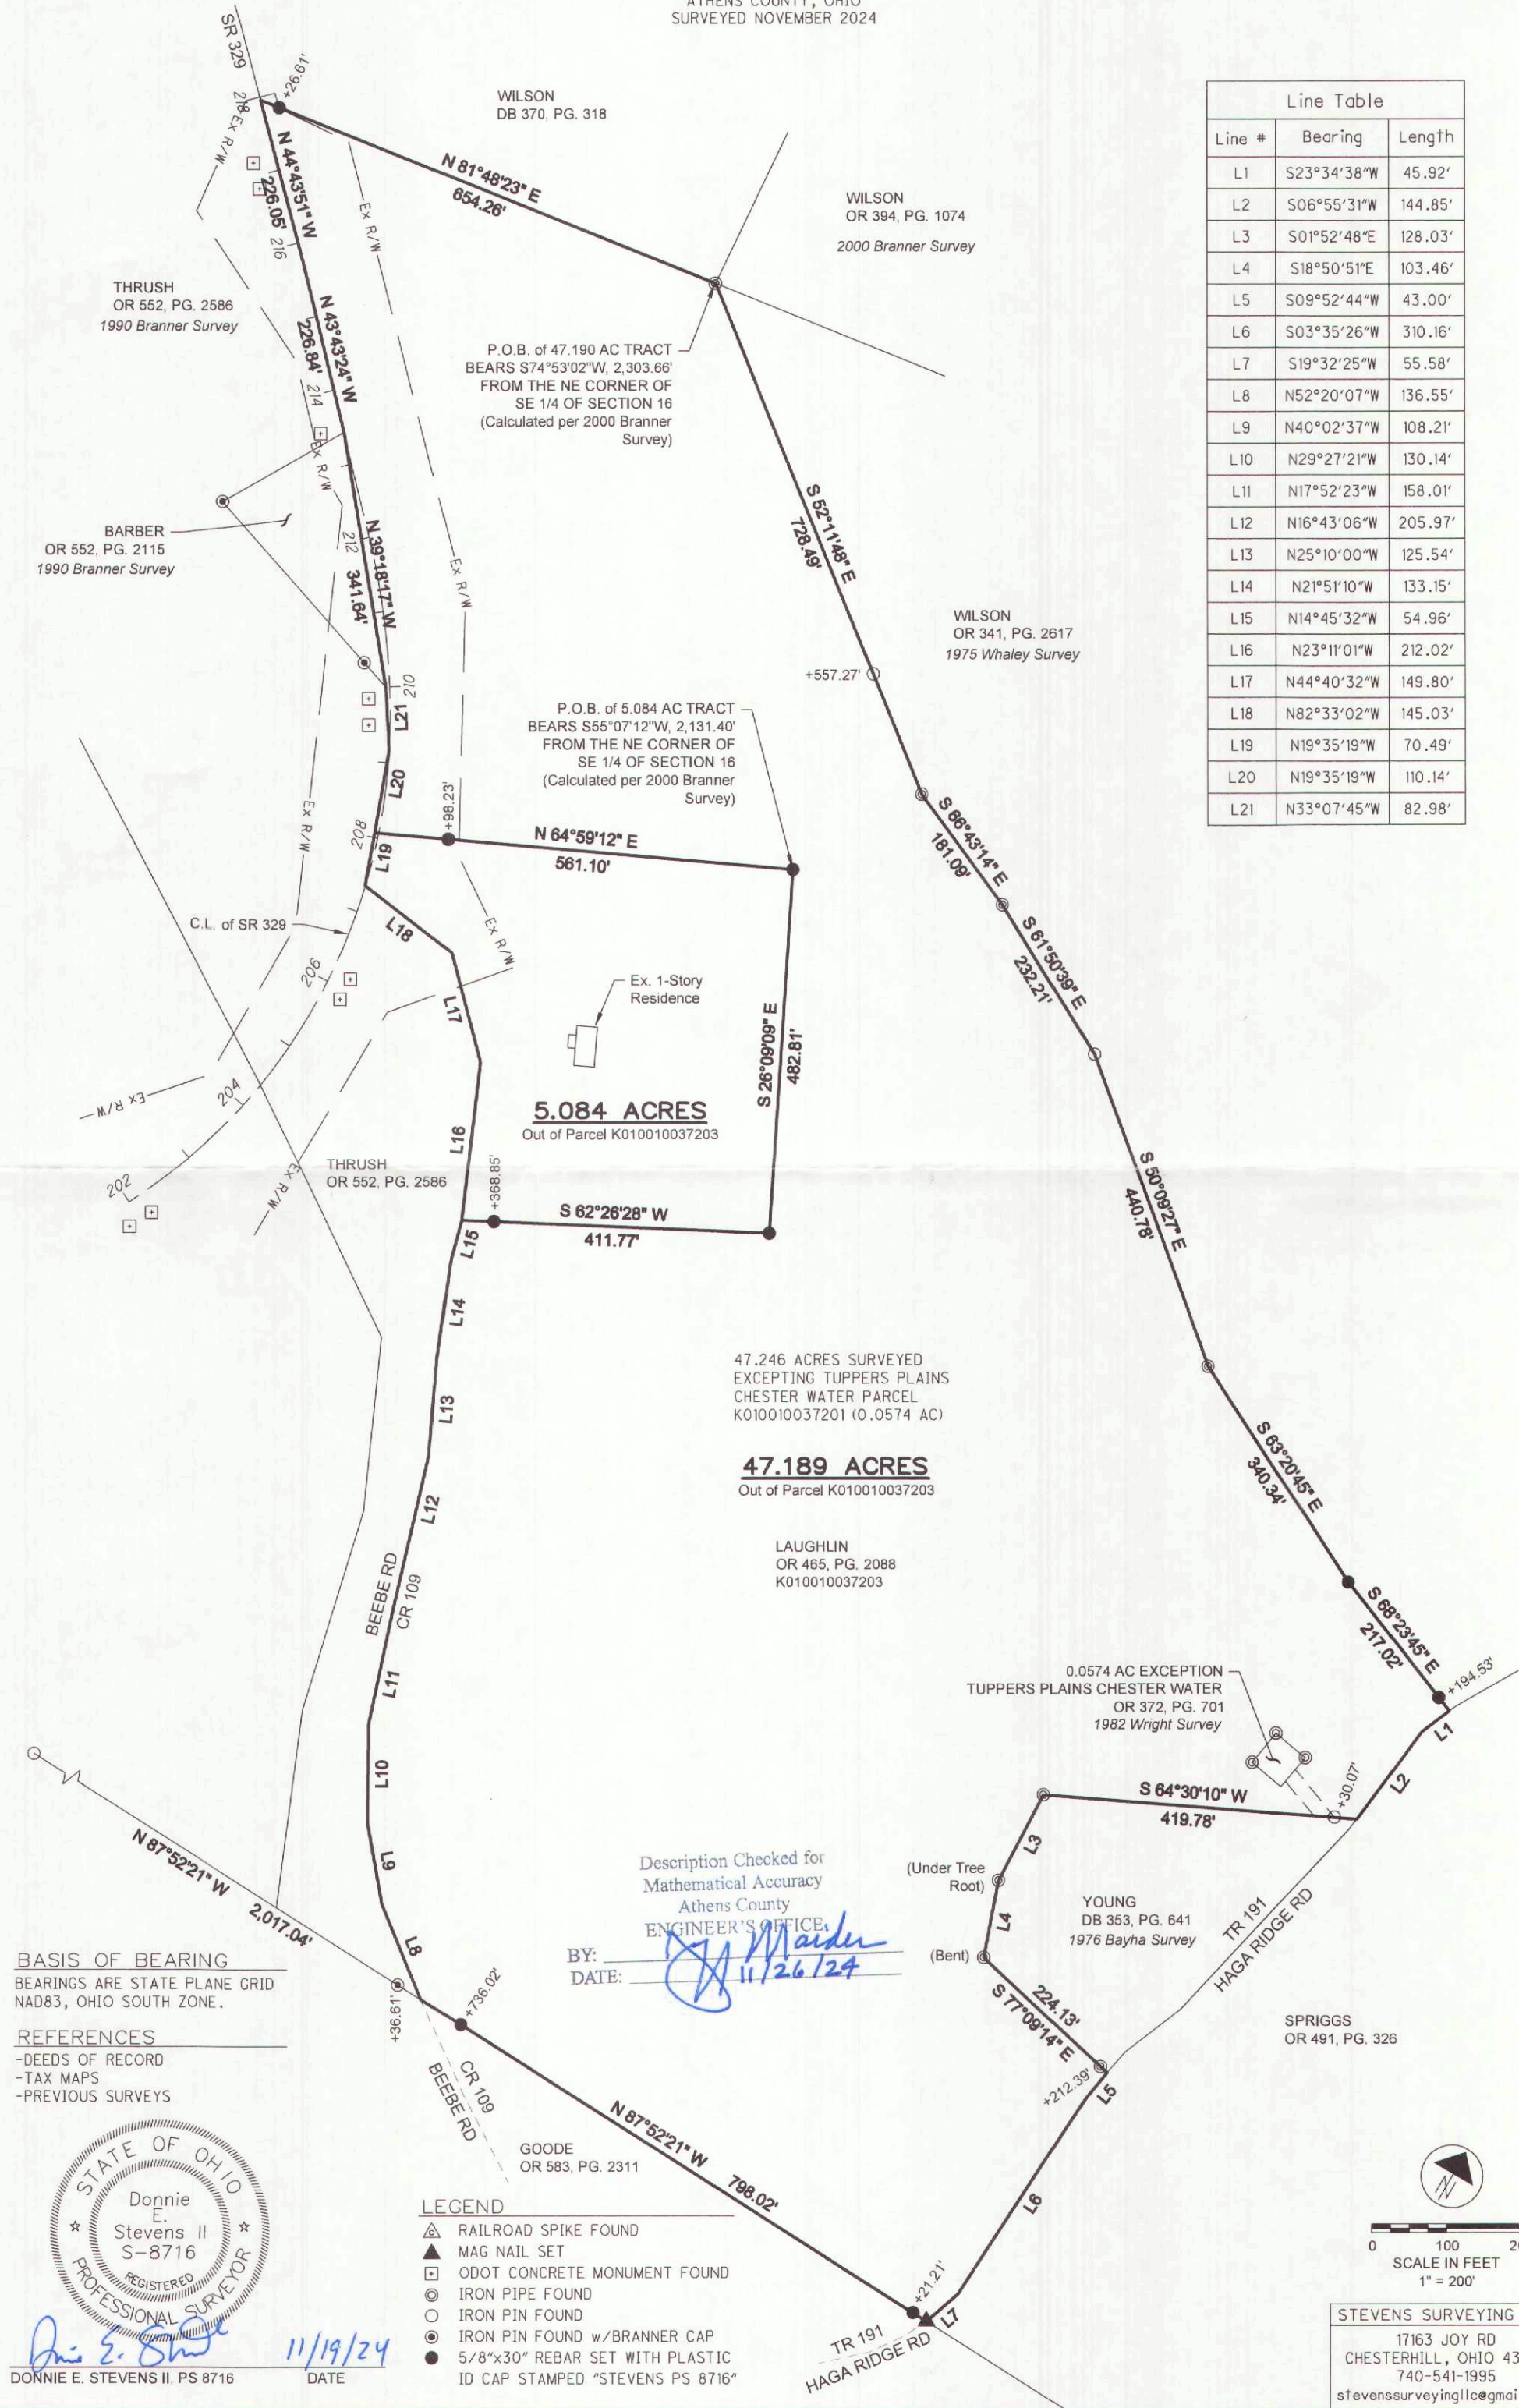 ATHENS COUNTY, OHIO
SURVEYED NOVEMBER 2024
SR 329
218
+26.61'
Ex R/W
WILSON
DB 370, PG. 318
N 81°48'23" E
654.26'
N 44°43'51" W
226.05'
216
Ex R/W
WILSON
OR 394, PG. 1074
2000 Branner Survey
THRUSH
OR 552, PG. 2586
1990 Branner Survey
N 43°43'24" W
226.84'
214
Ex R/W
P.O.B. of 47.190 AC TRACT
BEARS S74°53'02"W, 2,303.66'
FROM THE NE CORNER OF
SE 1/4 OF SECTION 16
(Calculated per 2000 Branner
Survey)
S 52°11'48" E
728.49'
BARBER
OR 552, PG. 2115
1990 Branner Survey
212
N 39°18'17" W
341.64'
Ex R/W
WILSON
OR 341, PG. 2617
1975 Whaley Survey
+557.27'
210
L21
P.O.B. of 5.084 AC TRACT
BEARS S55°07'12"W, 2,131.40'
FROM THE NE CORNER OF
SE 1/4 OF SECTION 16
(Calculated per 2000 Branner
Survey)
L20
Ex R/W
+98.23'
208
L19
N 64°59'12" E
561.10'
S 66°43'14" E
181.09'
C.L. of SR 329
L18
Ex R/W
206
S 61°50'39" E
232.21'
Ex. 1-Story
Residence
L17
S 26°09'09" E
482.81'
Ex R/W
204
5.084 ACRES
Out of Parcel K010010037203
L16
THRUSH
OR 552, PG. 2586
Ex R/W
202
+368.85'
S 62°26'28" W
411.77'
L15
S 50°09'27" E
440.78'
L14
47.246 ACRES SURVEYED
EXCEPTING TUPPERS PLAINS
CHESTER WATER PARCEL
K010010037201 (0.0574 AC)
L13
47.189 ACRES
Out of Parcel K010010037203
S 63°20'45" E
340.34'
L12
LAUGHLIN
OR 465, PG. 2088
K010010037203
BEEBE RD
CR 109
L11
S 68°23'45" E
217.02'
+194.53'
L1
0.0574 AC EXCEPTION
TUPPERS PLAINS CHESTER WATER
OR 372, PG. 701
1982 Wright Survey
L10
L2
+30.07'
S 64°30'10" W
419.78'
L9
N 87°52'21" W
2,017.04'
L3
(Under Tree
Root)
L4
(Bent)
YOUNG
DB 353, PG. 641
1976 Bayha Survey
TR 191
HAGA RIDGE RD
Description Checked for
Mathematical Accuracy
Athens County
ENGINEER'S OFFICE
BY:
DATE: 11/26/24
L8
+36.61'
+736.02'
224.13'
S 77°09'14" E
+212.39'
L5
SPRIGGS
OR 491, PG. 326
CR 109
BEEBE RD
GOODE
OR 583, PG. 2311
N 87°52'21" W
798.02'
L6
+21.21'
L7
TR 191
HAGA RIDGE RD
Line Table
Line # Bearing Length
L1 S23°34'38"W 45.92'
L2 S06°55'31"W 144.85'
L3 S01°52'48"E 128.03'
L4 S18°50'51"E 103.46'
L5 S09°52'44"W 43.00'
L6 S03°35'26"W 310.16'
L7 S19°32'25"W 55.58'
L8 N52°20'07"W 136.55'
L9 N40°02'37"W 108.21'
L10 N29°27'21"W 130.14'
L11 N17°52'23"W 158.01'
L12 N16°43'06"W 205.97'
L13 N25°10'00"W 125.54'
L14 N21°51'10"W 133.15'
L15 N14°45'32"W 54.96'
L16 N23°11'01"W 212.02'
L17 N44°40'32"W 149.80'
L18 N82°33'02"W 145.03'
L19 N19°35'19"W 70.49'
L20 N19°35'19"W 110.14'
L21 N33°07'45"W 82.98'
BASIS OF BEARING
BEARINGS ARE STATE PLANE GRID
NAD83, OHIO SOUTH ZONE.
REFERENCES
-DEEDS OF RECORD
-TAX MAPS
-PREVIOUS SURVEYS
STATE OF OHIO
Donnie
E.
Stevens II
S-8716
REGISTERED
PROFESSIONAL SURVEYOR
11/19/24
DONNIE E. STEVENS II, PS 8716 DATE
LEGEND
RAILROAD SPIKE FOUND
MAG NAIL SET
ODOT CONCRETE MONUMENT FOUND
IRON PIPE FOUND
IRON PIN FOUND
IRON PIN FOUND w/BRANNER CAP
5/8"x30" REBAR SET WITH PLASTIC
ID CAP STAMPED "STEVENS PS 8716"
N
0 100
SCALE IN FEET
1" = 200'
STEVENS SURVEYING
17163 JOY RD
CHESTERHILL, OHIO 43
740-541-1995
stevenssurveyingllc@gmai